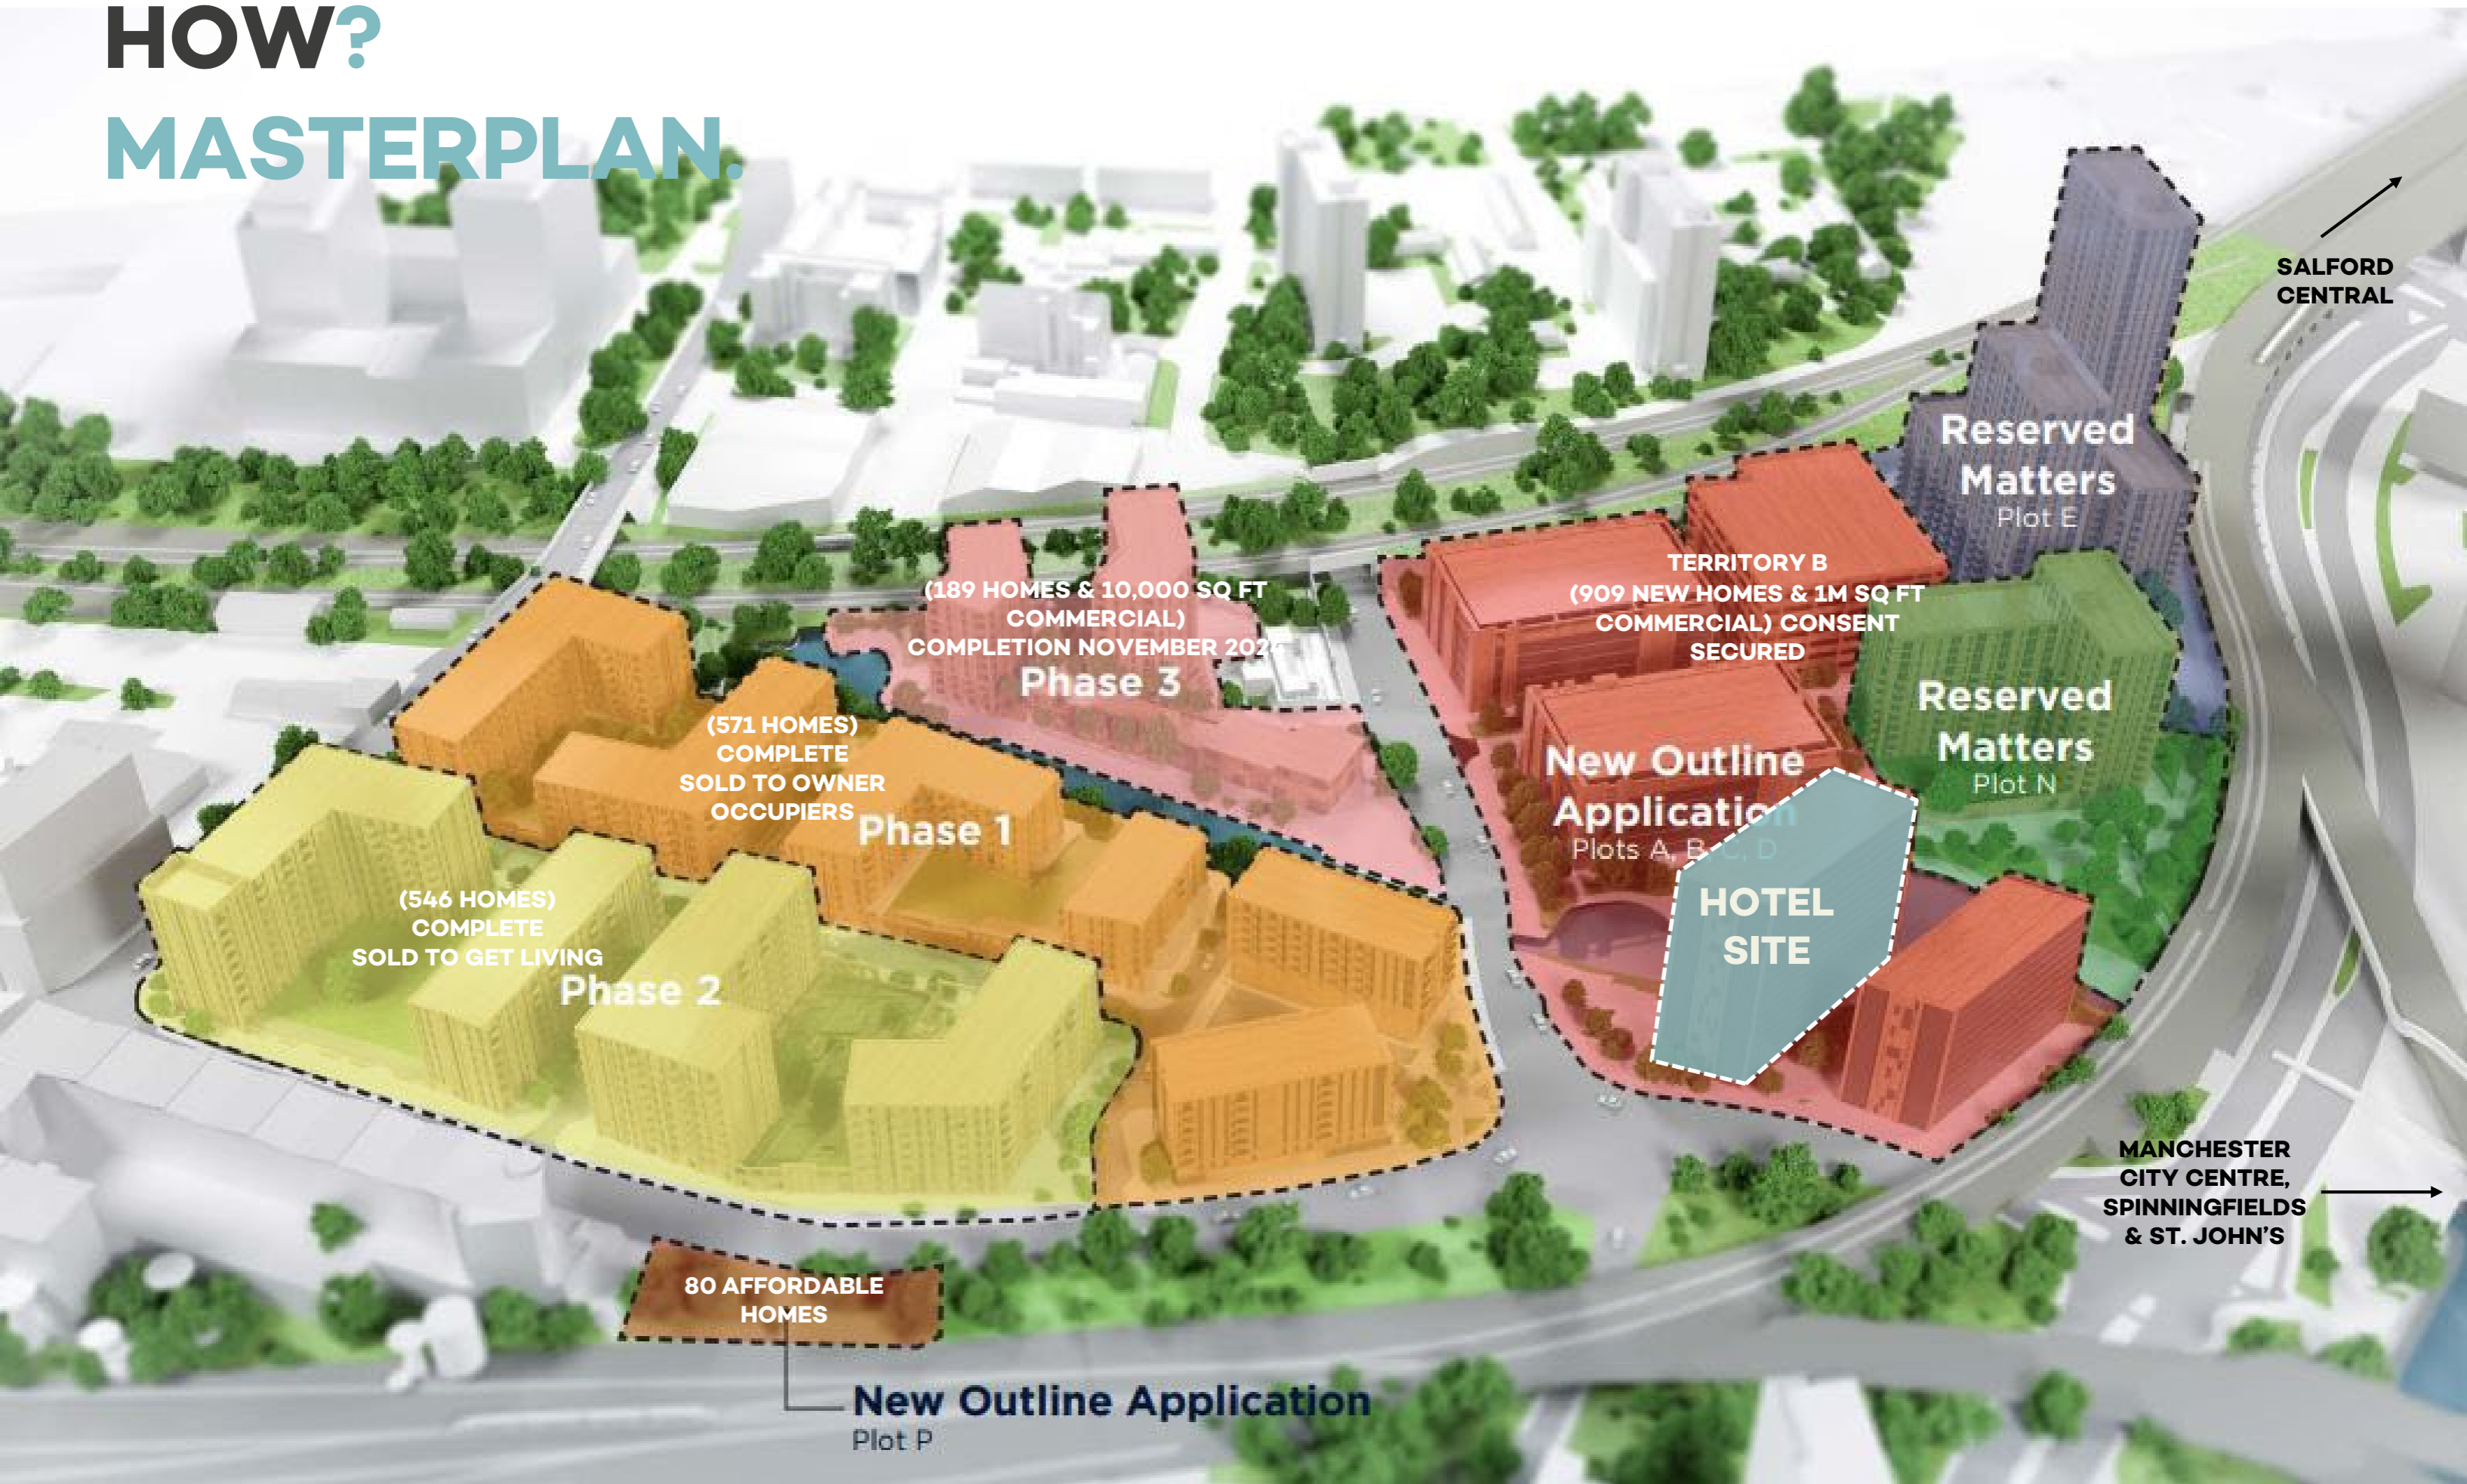 HOW?
MASTERPLAN.
SALFORD
CENTRAL
Reserved
Matters
Plot E
(189 HOMES & 10,000 SQ FT
COMMERCIAL)
COMPLETION NOVEMBER
Phase 3
TERRITORY B
(909 NEW HOMES & 1M SQ FT
COMMERCIAL) CONSENT
SECURED
Reserved
Matters
Plot N
(571 HOMES)
COMPLETE
SOLD TO OWNER
OCCUPIERS
Phase 1
New Outline
Application
Plots A, B, C, D
HOTEL
SITE
(546 HOMES)
COMPLETE
SOLD TO GET LIVING
Phase 2
MANCHESTER
CITY CENTRE,
SPINNINGFIELDS
& ST. JOHN'S
80 AFFORDABLE
HOMES
New Outline Application
Plot P